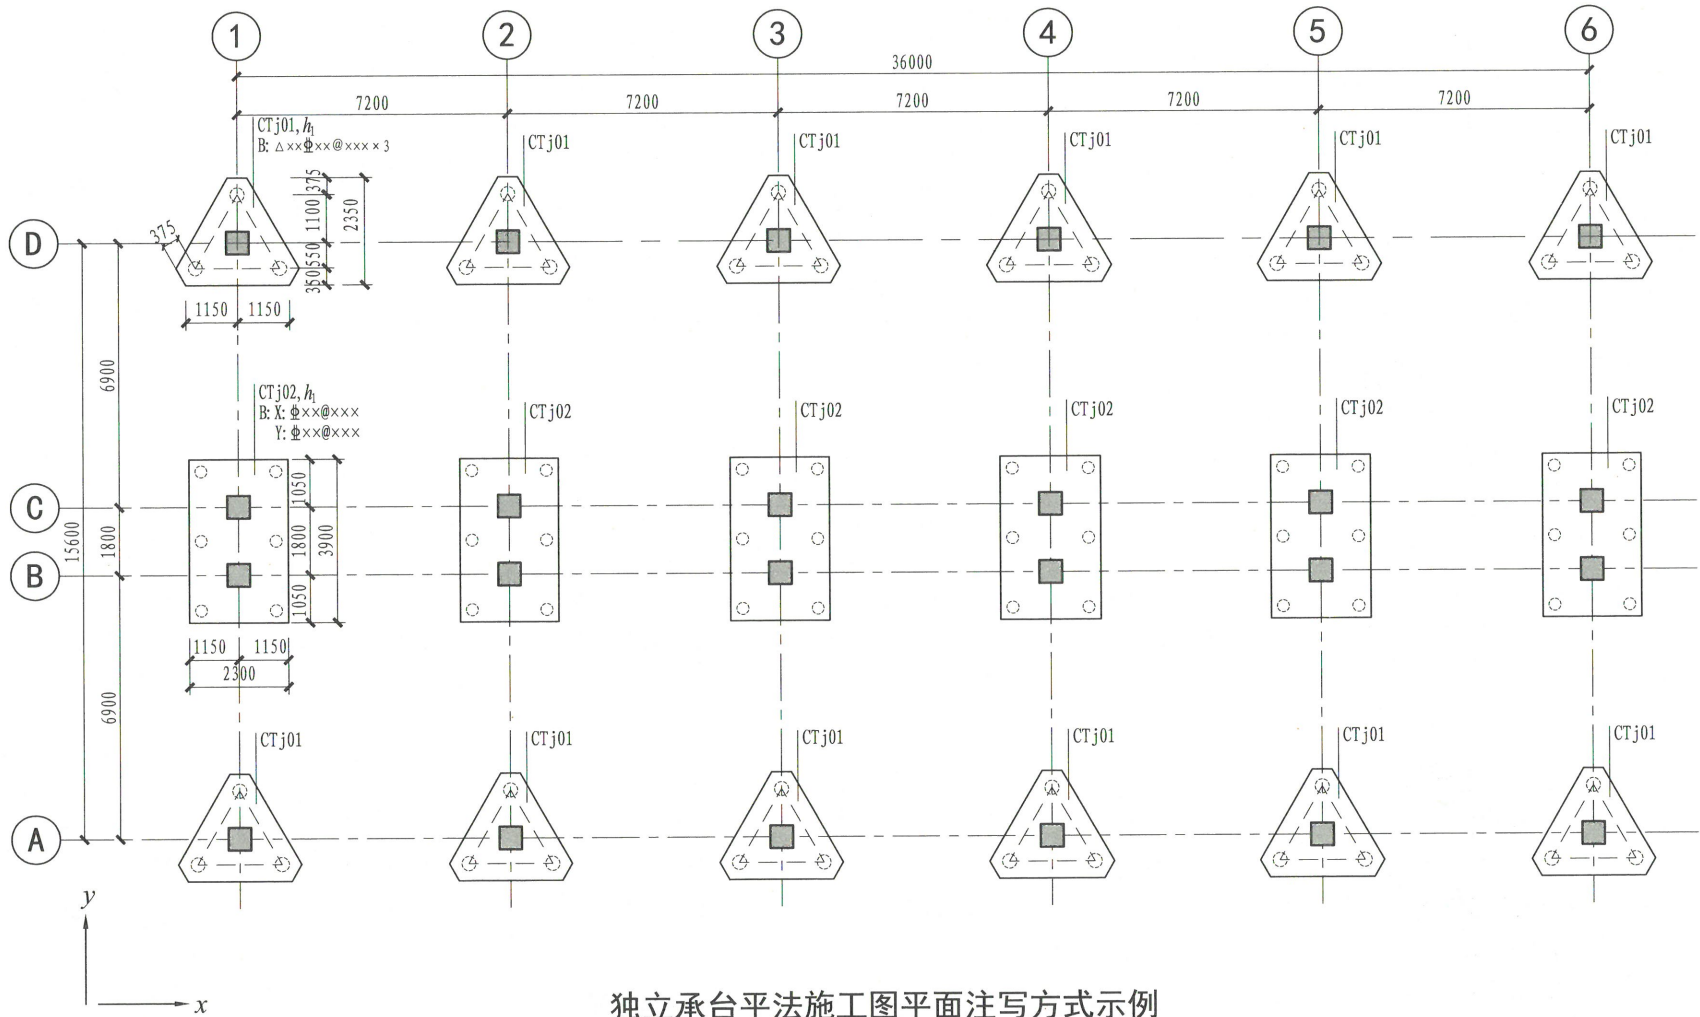 1 2 3 4 5 6
36000
7200 7200 7200 7200 7200
CTj01, h₁
B: △××⏀××@×××× 3
CTj01 CTj01 CTj01 CTj01 CTj01
D
375
375
1100
550
350
2350
1150 1150
6900
CTj02, h₁
B: X: ⏀××@×××
Y: ⏀××@×××
CTj02 CTj02 CTj02 CTj02 CTj02
C
B
15600
1800
1050
1800
1050
3900
1150 1150
2300
6900
CTj01 CTj01 CTj01 CTj01 CTj01 CTj01
A
y
x
独立承台平法施工图平面注写方式示例